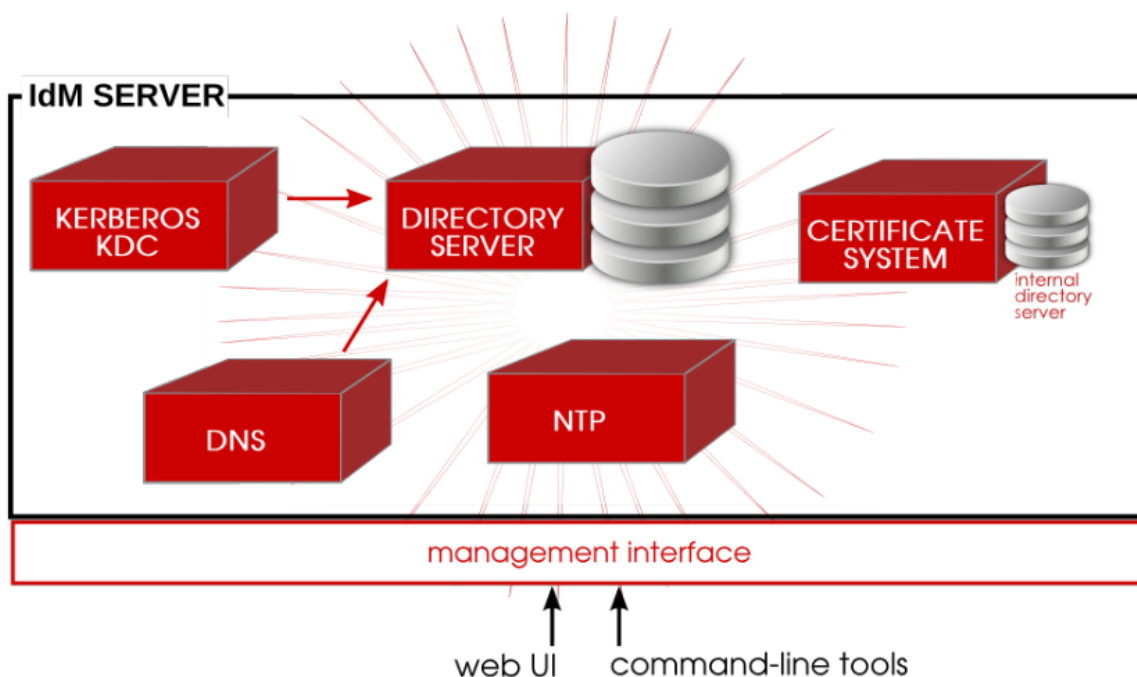 IdM SERVER
KERBEROS
KDC
DIRECTORY
SERVER
CERTIFICATE
SYSTEM
internal
directory
server
DNS
NTP
management interface
web UI
command-line tools